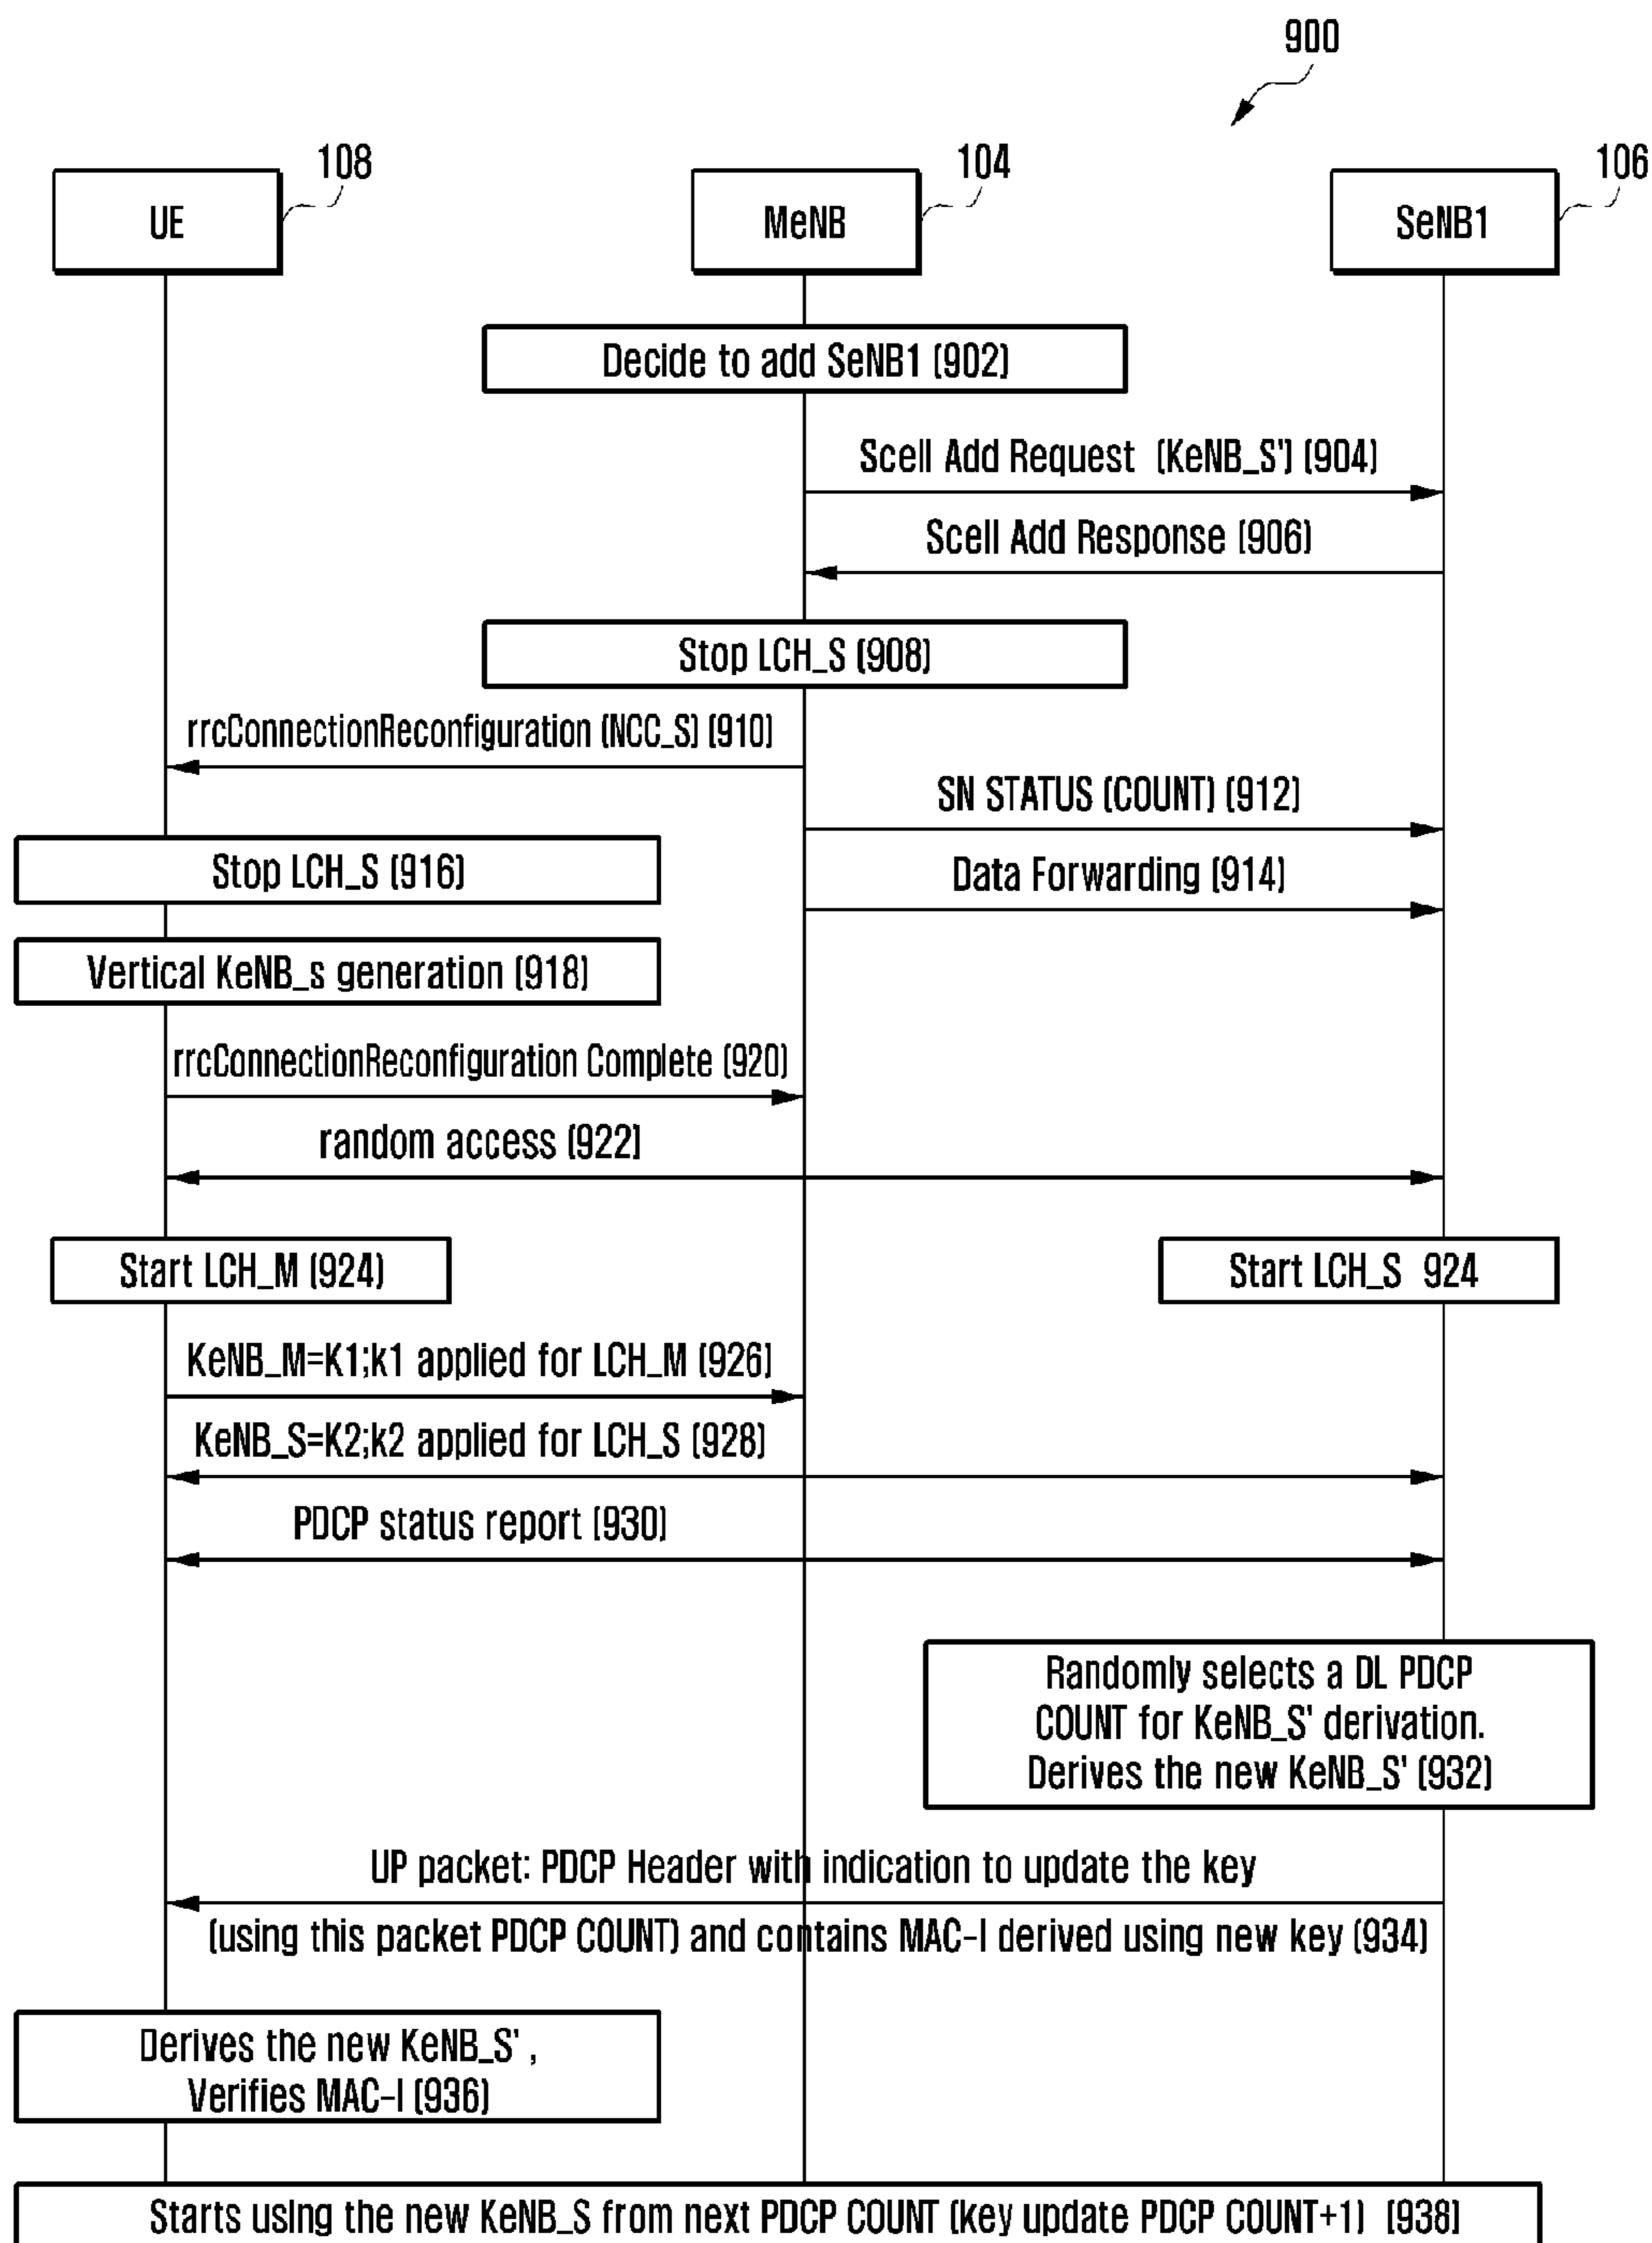 900
108
104
106
UE
MeNB
SeNB1
Decide to add SeNB1 (902)
Scell Add Request (KeNB_S') (904)
Scell Add Response (906)
Stop LCH_S (908)
rrcConnectionReconfiguration (NCC_S) (910)
SN STATUS (COUNT) (912)
Stop LCH_S (916)
Data Forwarding (914)
Vertical KeNB_s generation (918)
rrcConnectionReconfiguration Complete (920)
random access (922)
Start LCH_M (924)
Start LCH_S 924
KeNB_M=K1;k1 applied for LCH_M (926)
KeNB_S=K2;k2 applied for LCH_S (928)
PDCP status report (930)
Randomly selects a DL PDCP
COUNT for KeNB_S' derivation.
Derives the new KeNB_S' (932)
UP packet: PDCP Header with indication to update the key
(using this packet PDCP COUNT) and contains MAC-I derived using new key (934)
Derives the new KeNB_S' ,
Verifies MAC-I (936)
Starts using the new KeNB_S from next PDCP COUNT (key update PDCP COUNT+1) (938)